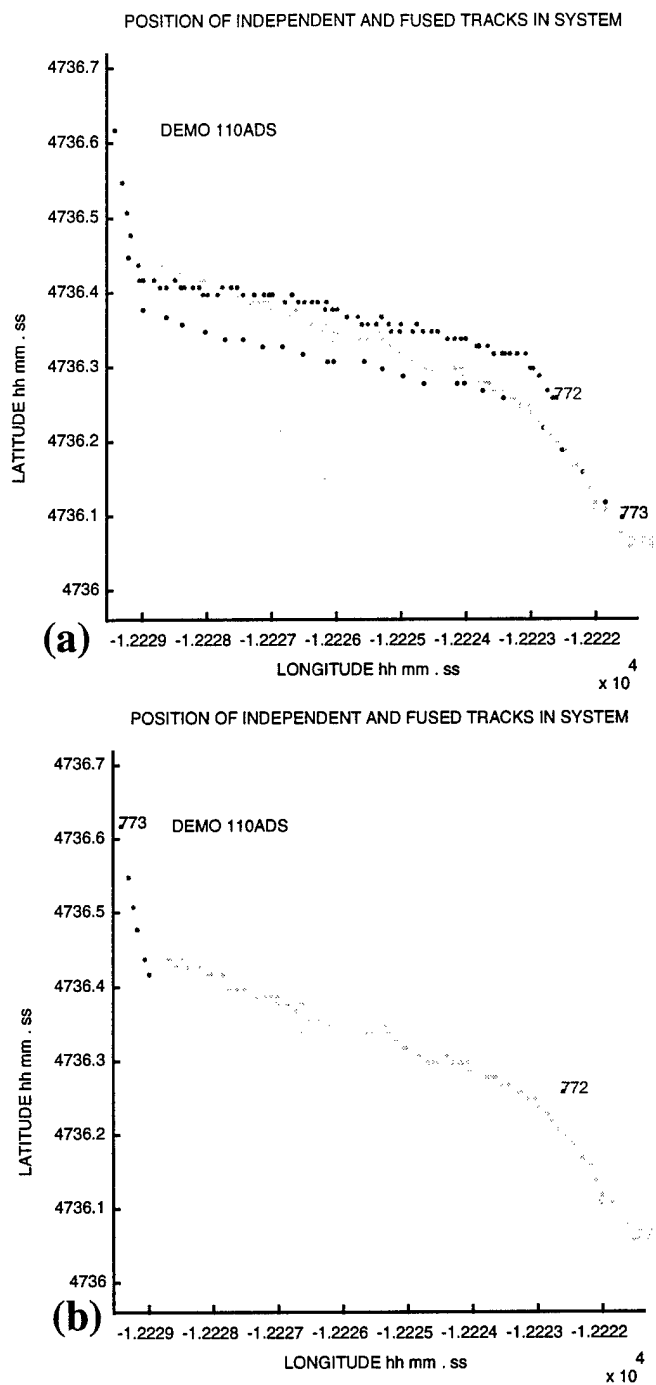 POSITION OF INDEPENDENT AND FUSED TRACKS IN SYSTEM
4736.7
DEMO 110ADS
4736.6
4736.5
4736.4
LATITUDE hh mm . ss
4736.3
772
4736.2
4736.1
773
4736
(a)
-1.2229 -1.2228 -1.2227 -1.2226 -1.2225 -1.2224 -1.2223 -1.2222
LONGITUDE hh mm . ss
x 10 4
POSITION OF INDEPENDENT AND FUSED TRACKS IN SYSTEM
4736.7
4736.6
773 DEMO 110ADS
4736.5
4736.4
LATITUDE hh mm . ss
4736.3
772
4736.2
4736.1
4736
(b)
-1.2229 -1.2228 -1.2227 -1.2226 -1.2225 -1.2224 -1.2223 -1.2222
LONGITUDE hh mm . ss
x 10 4